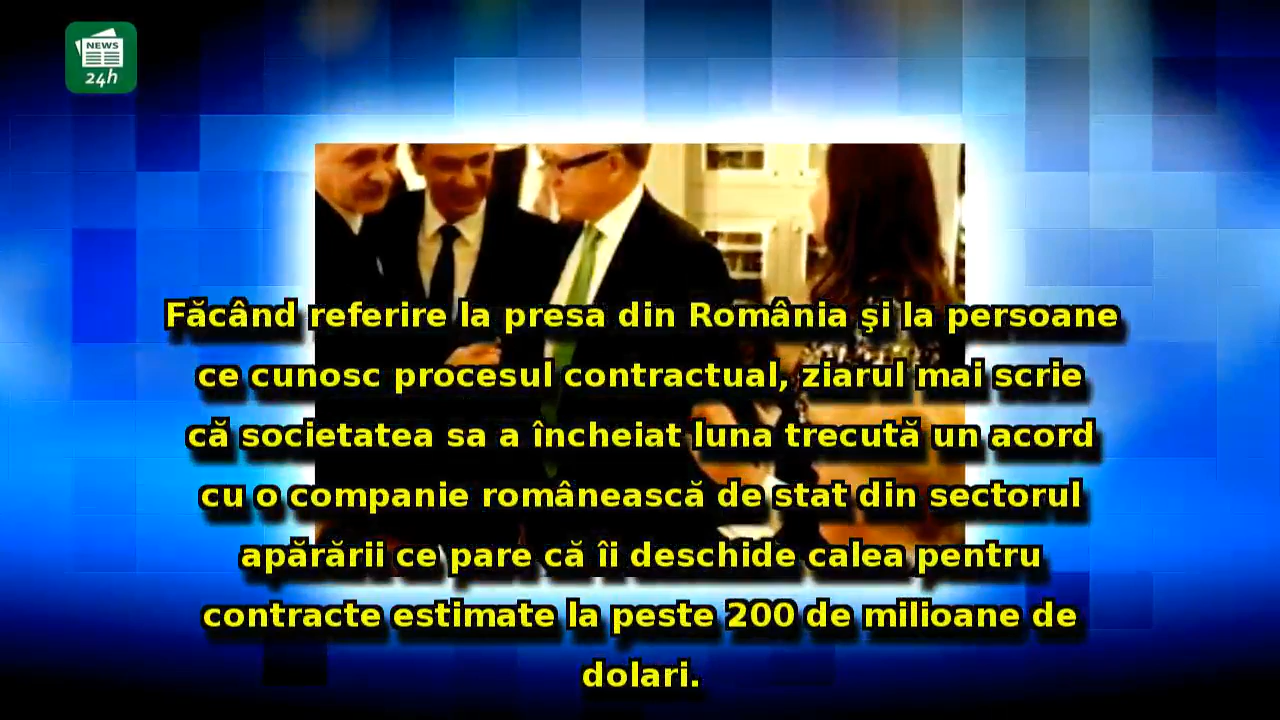 NEWS
24h
Făcând referire la presa din România şi la persoane
ce cunosc procesul contractual, ziarul mai scrie
că societatea sa a încheiat luna trecută un acord
cu o companie românească de stat din sectorul
apărării ce pare că îi deschide calea pentru
contracte estimate la peste 200 de milioane de
dolari.